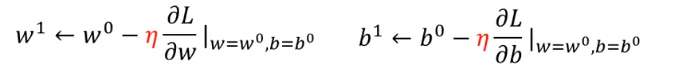 w¹ ← w⁰ − η ∂L/∂w |w=w⁰,b=b⁰    b¹ ← b⁰ − η ∂L/∂b |w=w⁰,b=b⁰